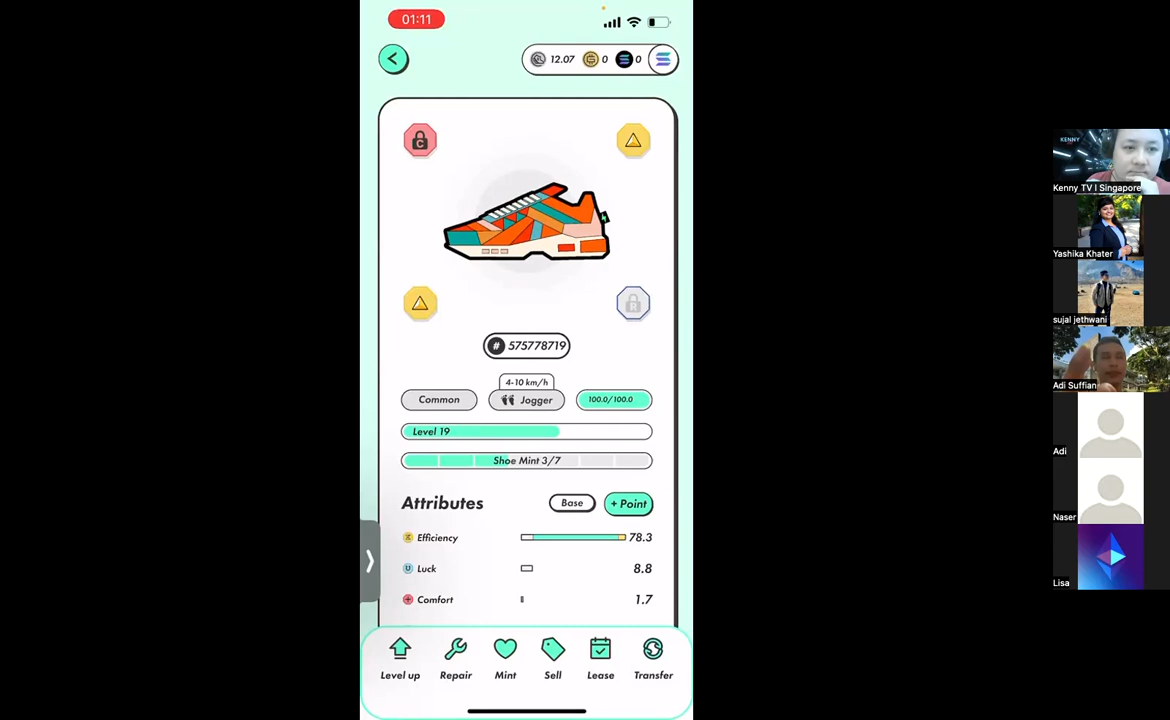 01:11
12.07 0 0
C
R
# 575778719
4-10 km/h
Common Jogger 100.0/100.0
Level 19
Shoe Mint 3/7
Attributes Base + Point
Efficiency 78.3
Luck 8.8
Comfort 1.7
Level up Repair Mint Sell Lease Transfer
KENNY
Kenny TV l Singapore
Yashika Khater
sujal jethwani
Adi Suffian
Adi
Naser
Lisa